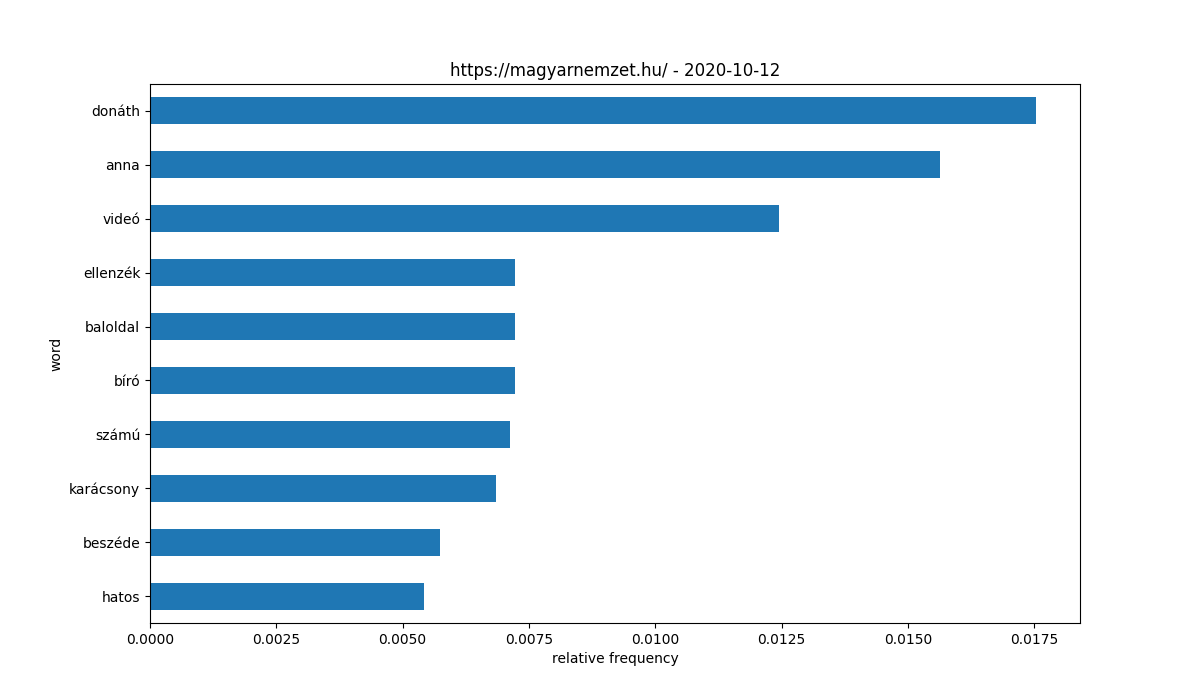 https://magyarnemzet.hu/ - 2020-10-12
donáth
anna
videó
ellenzék
baloldal
bíró
számú
karácsony
beszéde
hatos
word
0.0000 0.0025 0.0050 0.0075 0.0100 0.0125 0.0150 0.0175
relative frequency